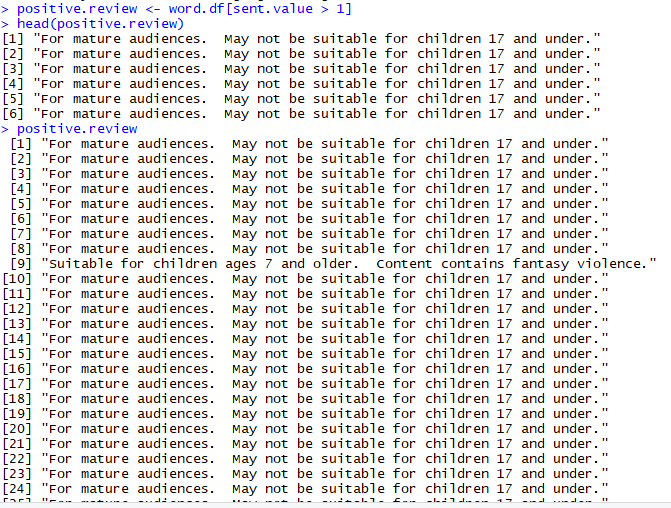 > positive.review <- word.df[sent.value > 1]
> head(positive.review)
[1] "For mature audiences.  May not be suitable for children 17 and under."
[2] "For mature audiences.  May not be suitable for children 17 and under."
[3] "For mature audiences.  May not be suitable for children 17 and under."
[4] "For mature audiences.  May not be suitable for children 17 and under."
[5] "For mature audiences.  May not be suitable for children 17 and under."
[6] "For mature audiences.  May not be suitable for children 17 and under."
> positive.review
 [1] "For mature audiences.  May not be suitable for children 17 and under."
 [2] "For mature audiences.  May not be suitable for children 17 and under."
 [3] "For mature audiences.  May not be suitable for children 17 and under."
 [4] "For mature audiences.  May not be suitable for children 17 and under."
 [5] "For mature audiences.  May not be suitable for children 17 and under."
 [6] "For mature audiences.  May not be suitable for children 17 and under."
 [7] "For mature audiences.  May not be suitable for children 17 and under."
 [8] "For mature audiences.  May not be suitable for children 17 and under."
 [9] "Suitable for children ages 7 and older.  Content contains fantasy violence."
[10] "For mature audiences.  May not be suitable for children 17 and under."
[11] "For mature audiences.  May not be suitable for children 17 and under."
[12] "For mature audiences.  May not be suitable for children 17 and under."
[13] "For mature audiences.  May not be suitable for children 17 and under."
[14] "For mature audiences.  May not be suitable for children 17 and under."
[15] "For mature audiences.  May not be suitable for children 17 and under."
[16] "For mature audiences.  May not be suitable for children 17 and under."
[17] "For mature audiences.  May not be suitable for children 17 and under."
[18] "For mature audiences.  May not be suitable for children 17 and under."
[19] "For mature audiences.  May not be suitable for children 17 and under."
[20] "For mature audiences.  May not be suitable for children 17 and under."
[21] "For mature audiences.  May not be suitable for children 17 and under."
[22] "For mature audiences.  May not be suitable for children 17 and under."
[23] "For mature audiences.  May not be suitable for children 17 and under."
[24] "For mature audiences.  May not be suitable for children 17 and under."